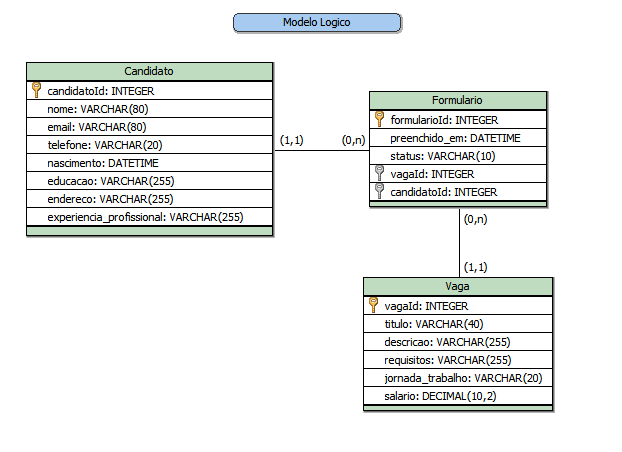 Modelo Logico
Candidato
candidatoId: INTEGER
nome: VARCHAR(80)
email: VARCHAR(80)
telefone: VARCHAR(20)
nascimento: DATETIME
educacao: VARCHAR(255)
endereco: VARCHAR(255)
experiencia_profissional: VARCHAR(255)
(1,1)
(0,n)
Formulario
formularioId: INTEGER
preenchido_em: DATETIME
status: VARCHAR(10)
vagaId: INTEGER
candidatoId: INTEGER
(0,n)
(1,1)
Vaga
vagaId: INTEGER
titulo: VARCHAR(40)
descricao: VARCHAR(255)
requisitos: VARCHAR(255)
jornada_trabalho: VARCHAR(20)
salario: DECIMAL(10,2)